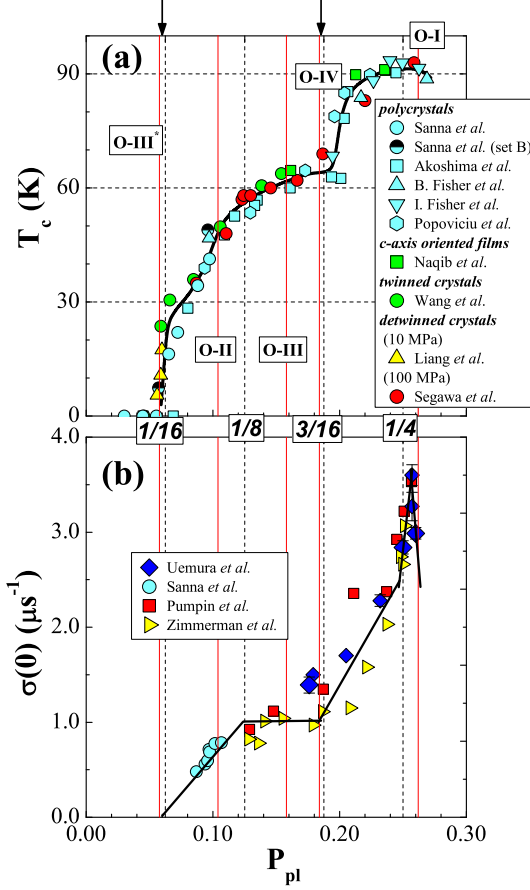 (a)
O-I
O-IV
O-III*
O-II
O-III
90
60
30
0
T_c (K)
polycrystals
Sanna et al.
Sanna et al. (set B)
Akoshima et al.
B. Fisher et al.
I. Fisher et al.
Popoviciu et al.
c-axis oriented films
Naqib et al.
twinned crystals
Wang et al.
detwinned crystals
(10 MPa)
Liang et al.
(100 MPa)
Segawa et al.
1/16
1/8
3/16
1/4
(b)
4.0
3.0
2.0
1.0
0.0
σ(0) (μs⁻¹)
Uemura et al.
Sanna et al.
Pumpin et al.
Zimmerman et al.
0.00
0.10
0.20
0.30
P_pl